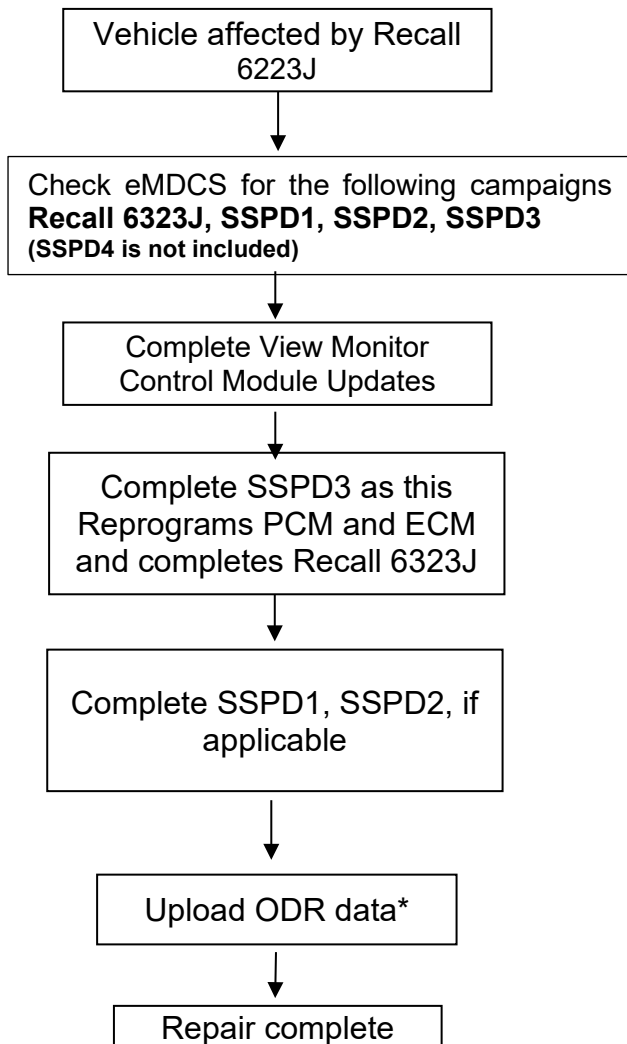 Vehicle affected by Recall
6223J
Check eMDCS for the following campaigns
Recall 6323J, SSPD1, SSPD2, SSPD3
(SSPD4 is not included)
Complete View Monitor
Control Module Updates
Complete SSPD3 as this
Reprograms PCM and ECM
and completes Recall 6323J
Complete SSPD1, SSPD2, if
applicable
Upload ODR data*
Repair complete